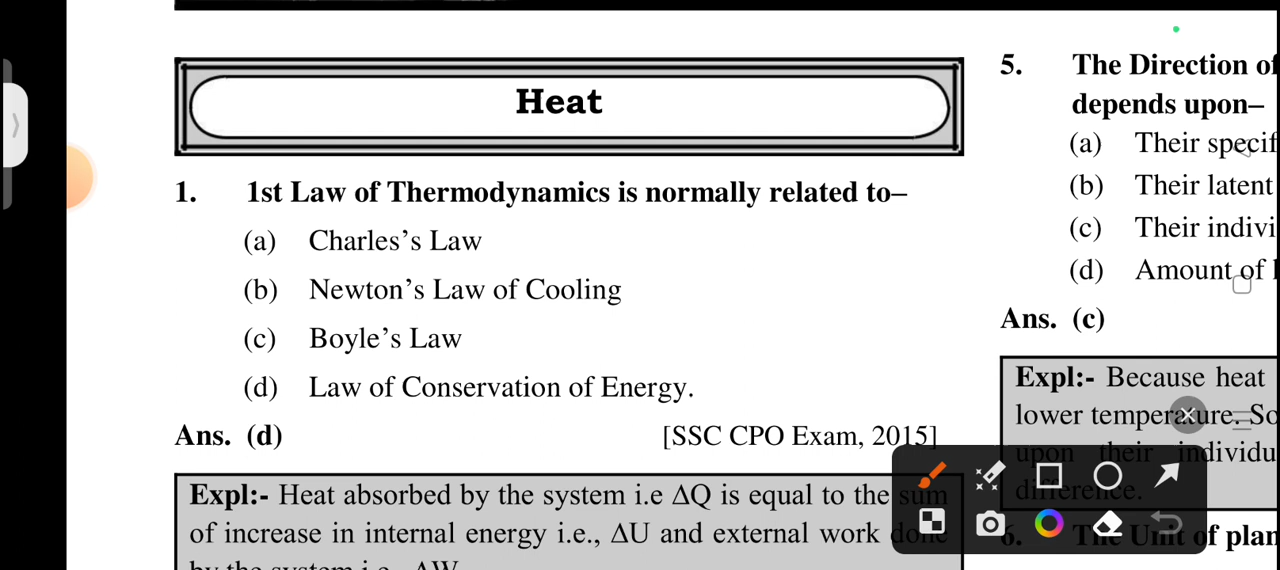 Heat
1. 1st Law of Thermodynamics is normally related to–
(a) Charles’s Law
(b) Newton’s Law of Cooling
(c) Boyle’s Law
(d) Law of Conservation of Energy.
Ans. (d) [SSC CPO Exam, 2015]
Expl:- Heat absorbed by the system i.e ΔQ is equal to the sum
of increase in internal energy i.e., ΔU and external work done
5. The Direction of
depends upon–
(a) Their specif
(b) Their latent
(c) Their indivi
(d) Amount of
Ans. (c)
Expl:- Because heat
lower temperature. So
upon their individu
difference.
6. The Unit of plan